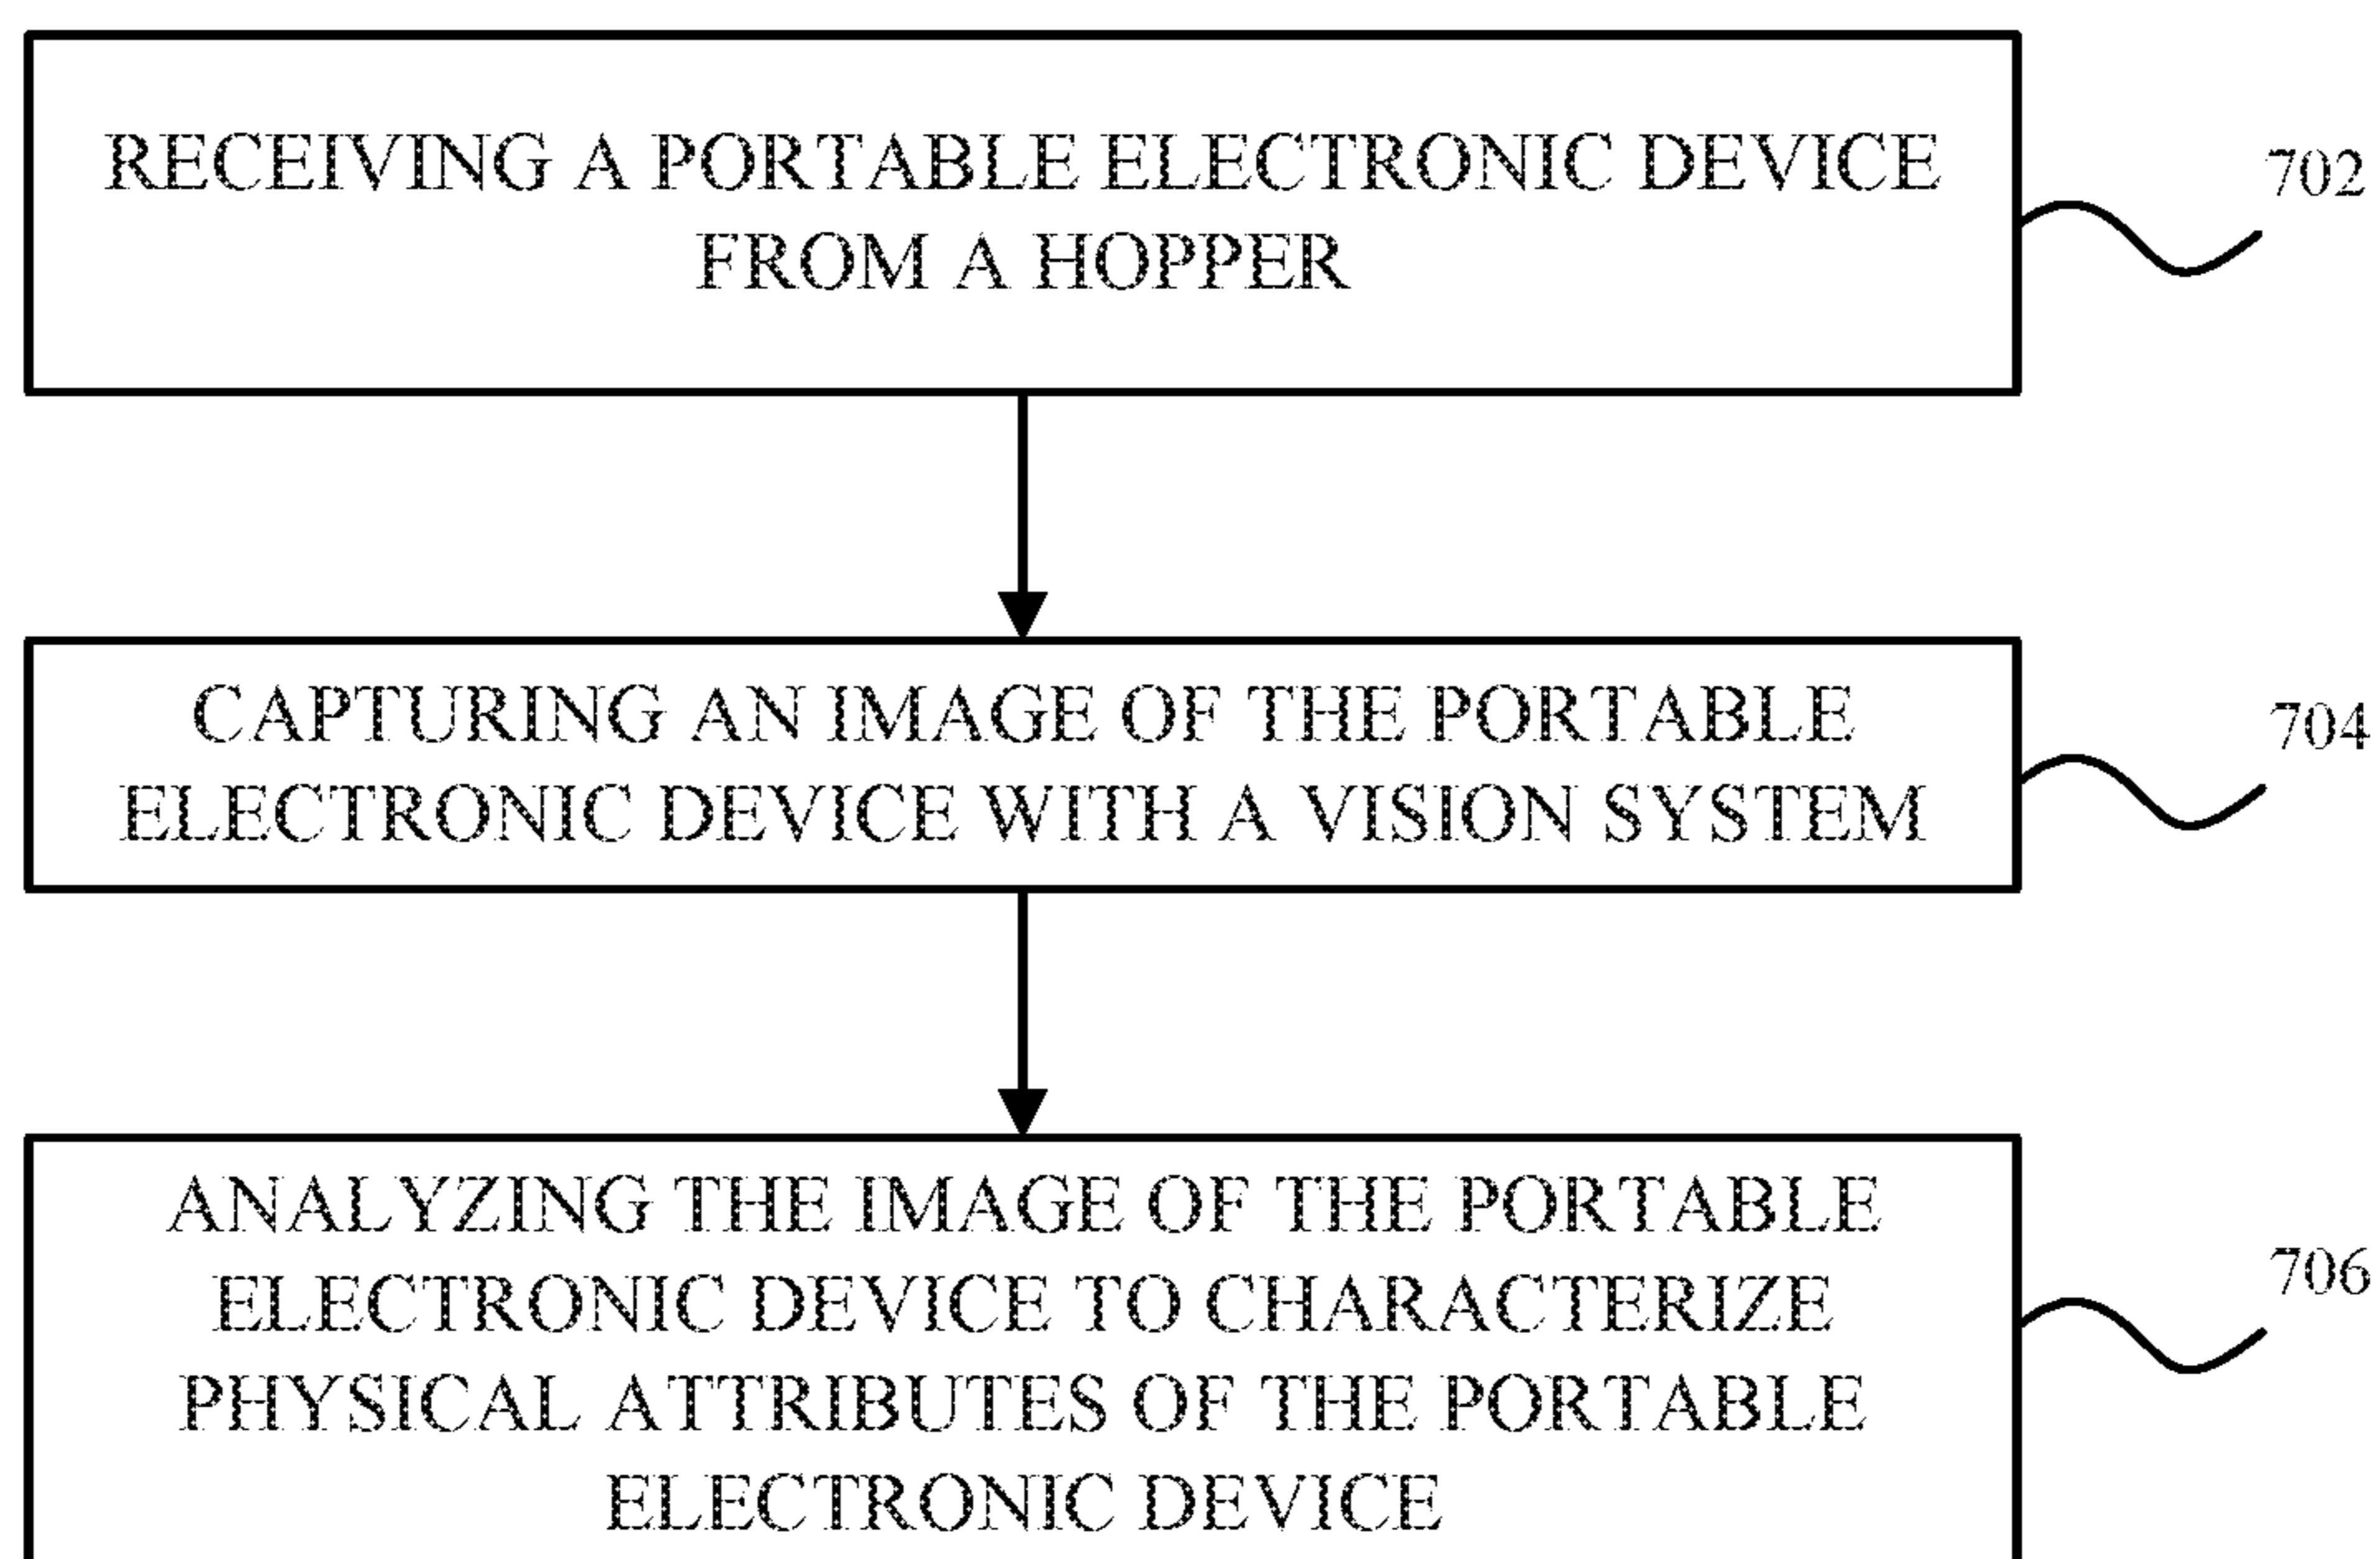 RECEIVING A PORTABLE ELECTRONIC DEVICE
FROM A HOPPER
702
CAPTURING AN IMAGE OF THE PORTABLE
ELECTRONIC DEVICE WITH A VISION SYSTEM
704
ANALYZING THE IMAGE OF THE PORTABLE
ELECTRONIC DEVICE TO CHARACTERIZE
PHYSICAL ATTRIBUTES OF THE PORTABLE
ELECTRONIC DEVICE
706